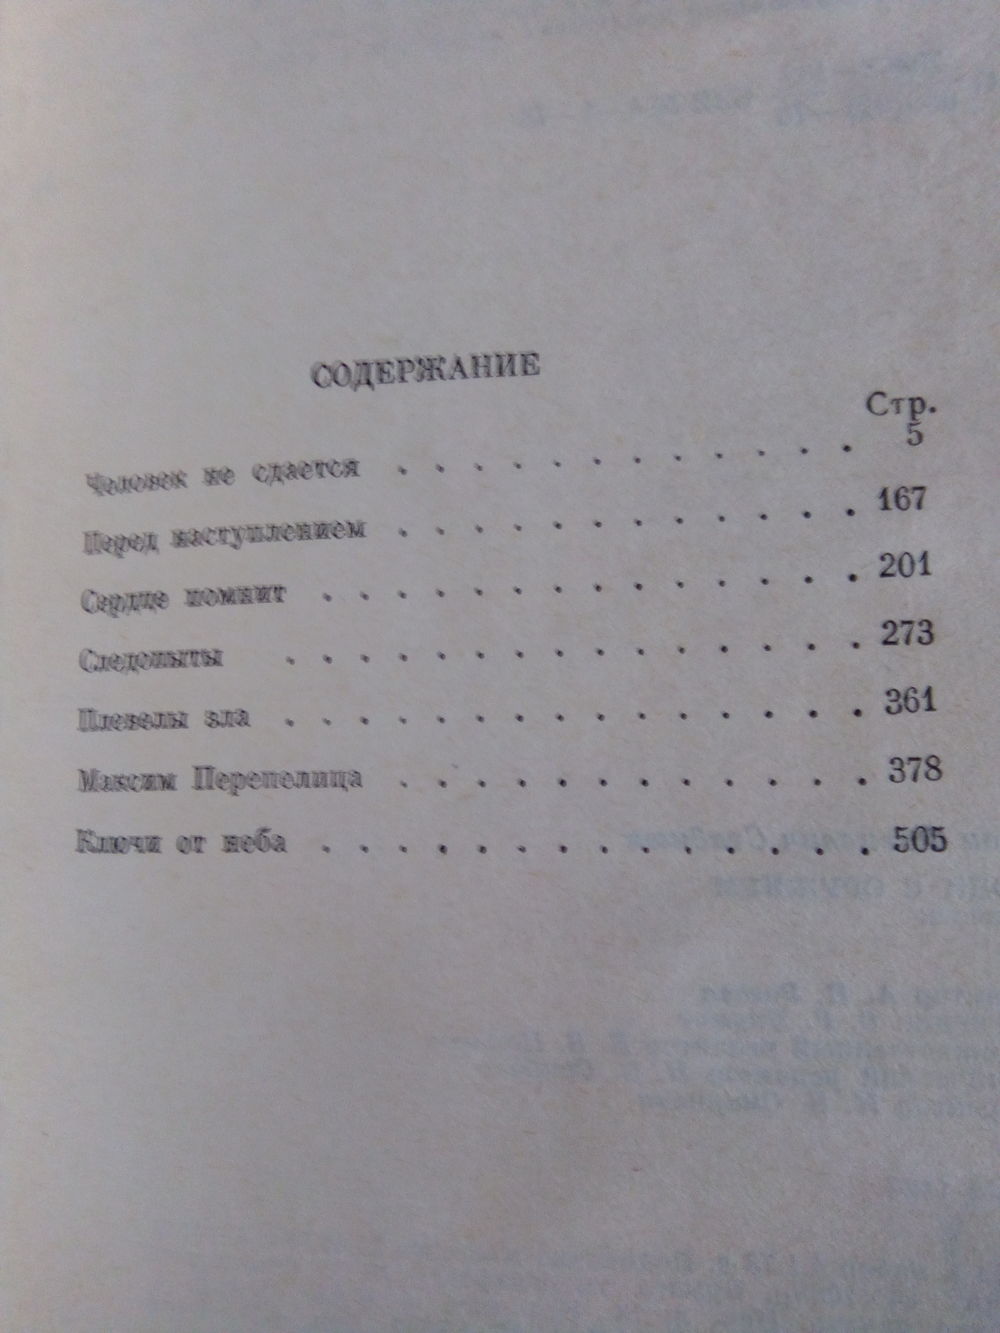 СОДЕРЖАНИЕ
Стр.
Человек не сдается . . . . . . . . . . . . 5
Перед наступлением . . . . . . . . . . . . 167
Сердце помнит . . . . . . . . . . . . . . 201
Следопыты . . . . . . . . . . . . . . . 273
Плевелы зла . . . . . . . . . . . . . . . 361
Максим Перепелица . . . . . . . . . . . . 378
Ключи от неба . . . . . . . . . . . . . . 505